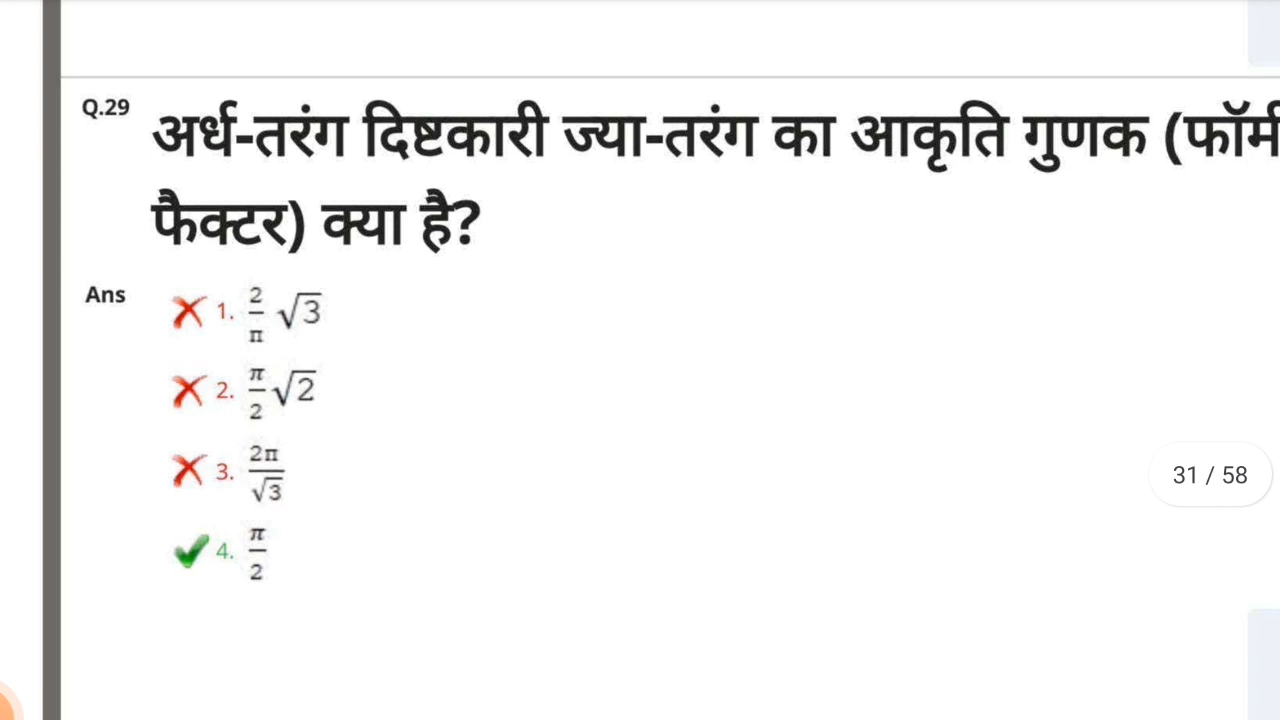 Q.29 अर्ध-तरंग दिष्टकारी ज्या-तरंग का आकृति गुणक (फॉर्म
फैक्टर) क्या है?
Ans
1. 2/π √3
2. π/2 √2
3. 2π/√3
31 / 58
4. π/2